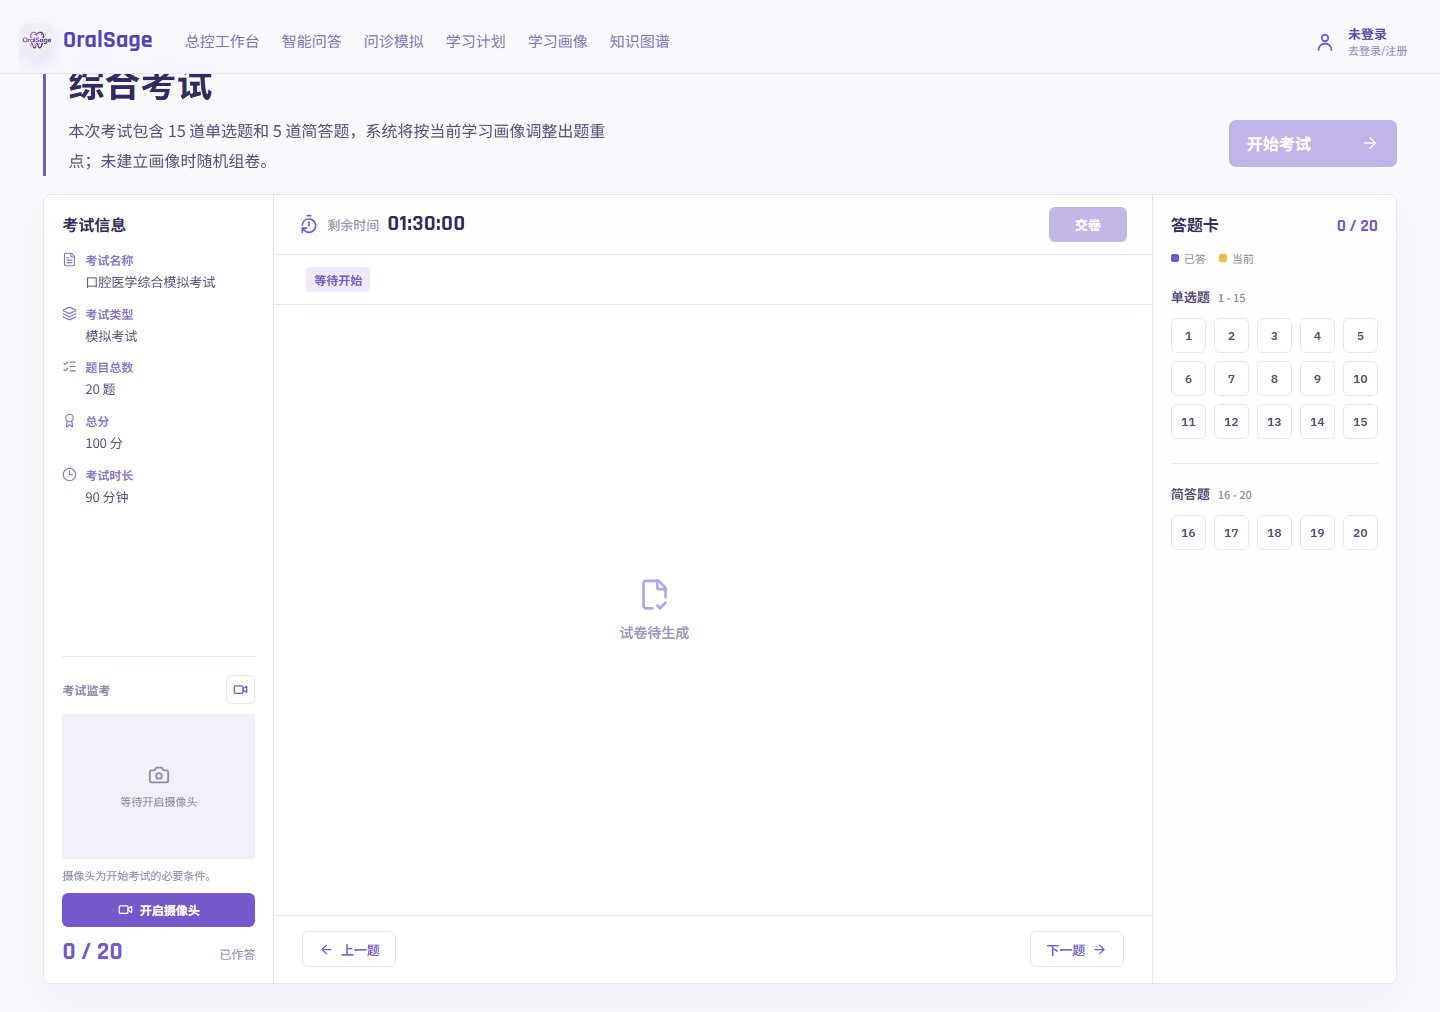 OralSage
OralSage
总控工作台
智能问答
问诊模拟
学习计划
学习画像
知识图谱
未登录
去登录/注册
综合考试
本次考试包含 15 道单选题和 5 道简答题，系统将按当前学习画像调整出题重
点；未建立画像时随机组卷。
开始考试
考试信息
考试名称
口腔医学综合模拟考试
考试类型
模拟考试
题目总数
20 题
总分
100 分
考试时长
90 分钟
考试监考
等待开启摄像头
摄像头为开始考试的必要条件。
开启摄像头
0 / 20
已作答
剩余时间 01:30:00
交卷
等待开始
试卷待生成
上一题
下一题
答题卡
0 / 20
已答
当前
单选题 1 - 15
1 2 3 4 5
6 7 8 9 10
11 12 13 14 15
简答题 16 - 20
16 17 18 19 20